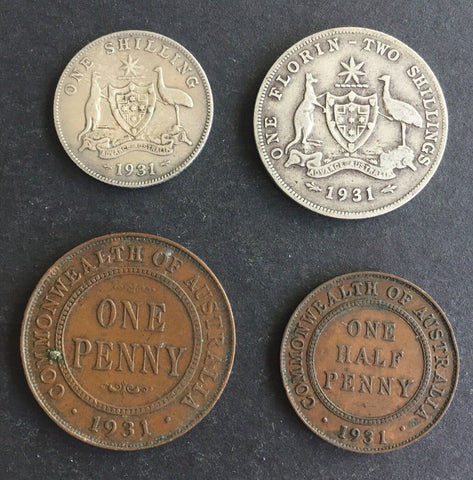 ONE SHILLING
ADVANCE AUSTRALIA
1931
ONE FLORIN - TWO SHILLINGS
ADVANCE AUSTRALIA
1931
COMMONWEALTH OF AUSTRALIA
ONE
PENNY
1931
COMMONWEALTH OF AUSTRALIA
ONE
HALF
PENNY
1931